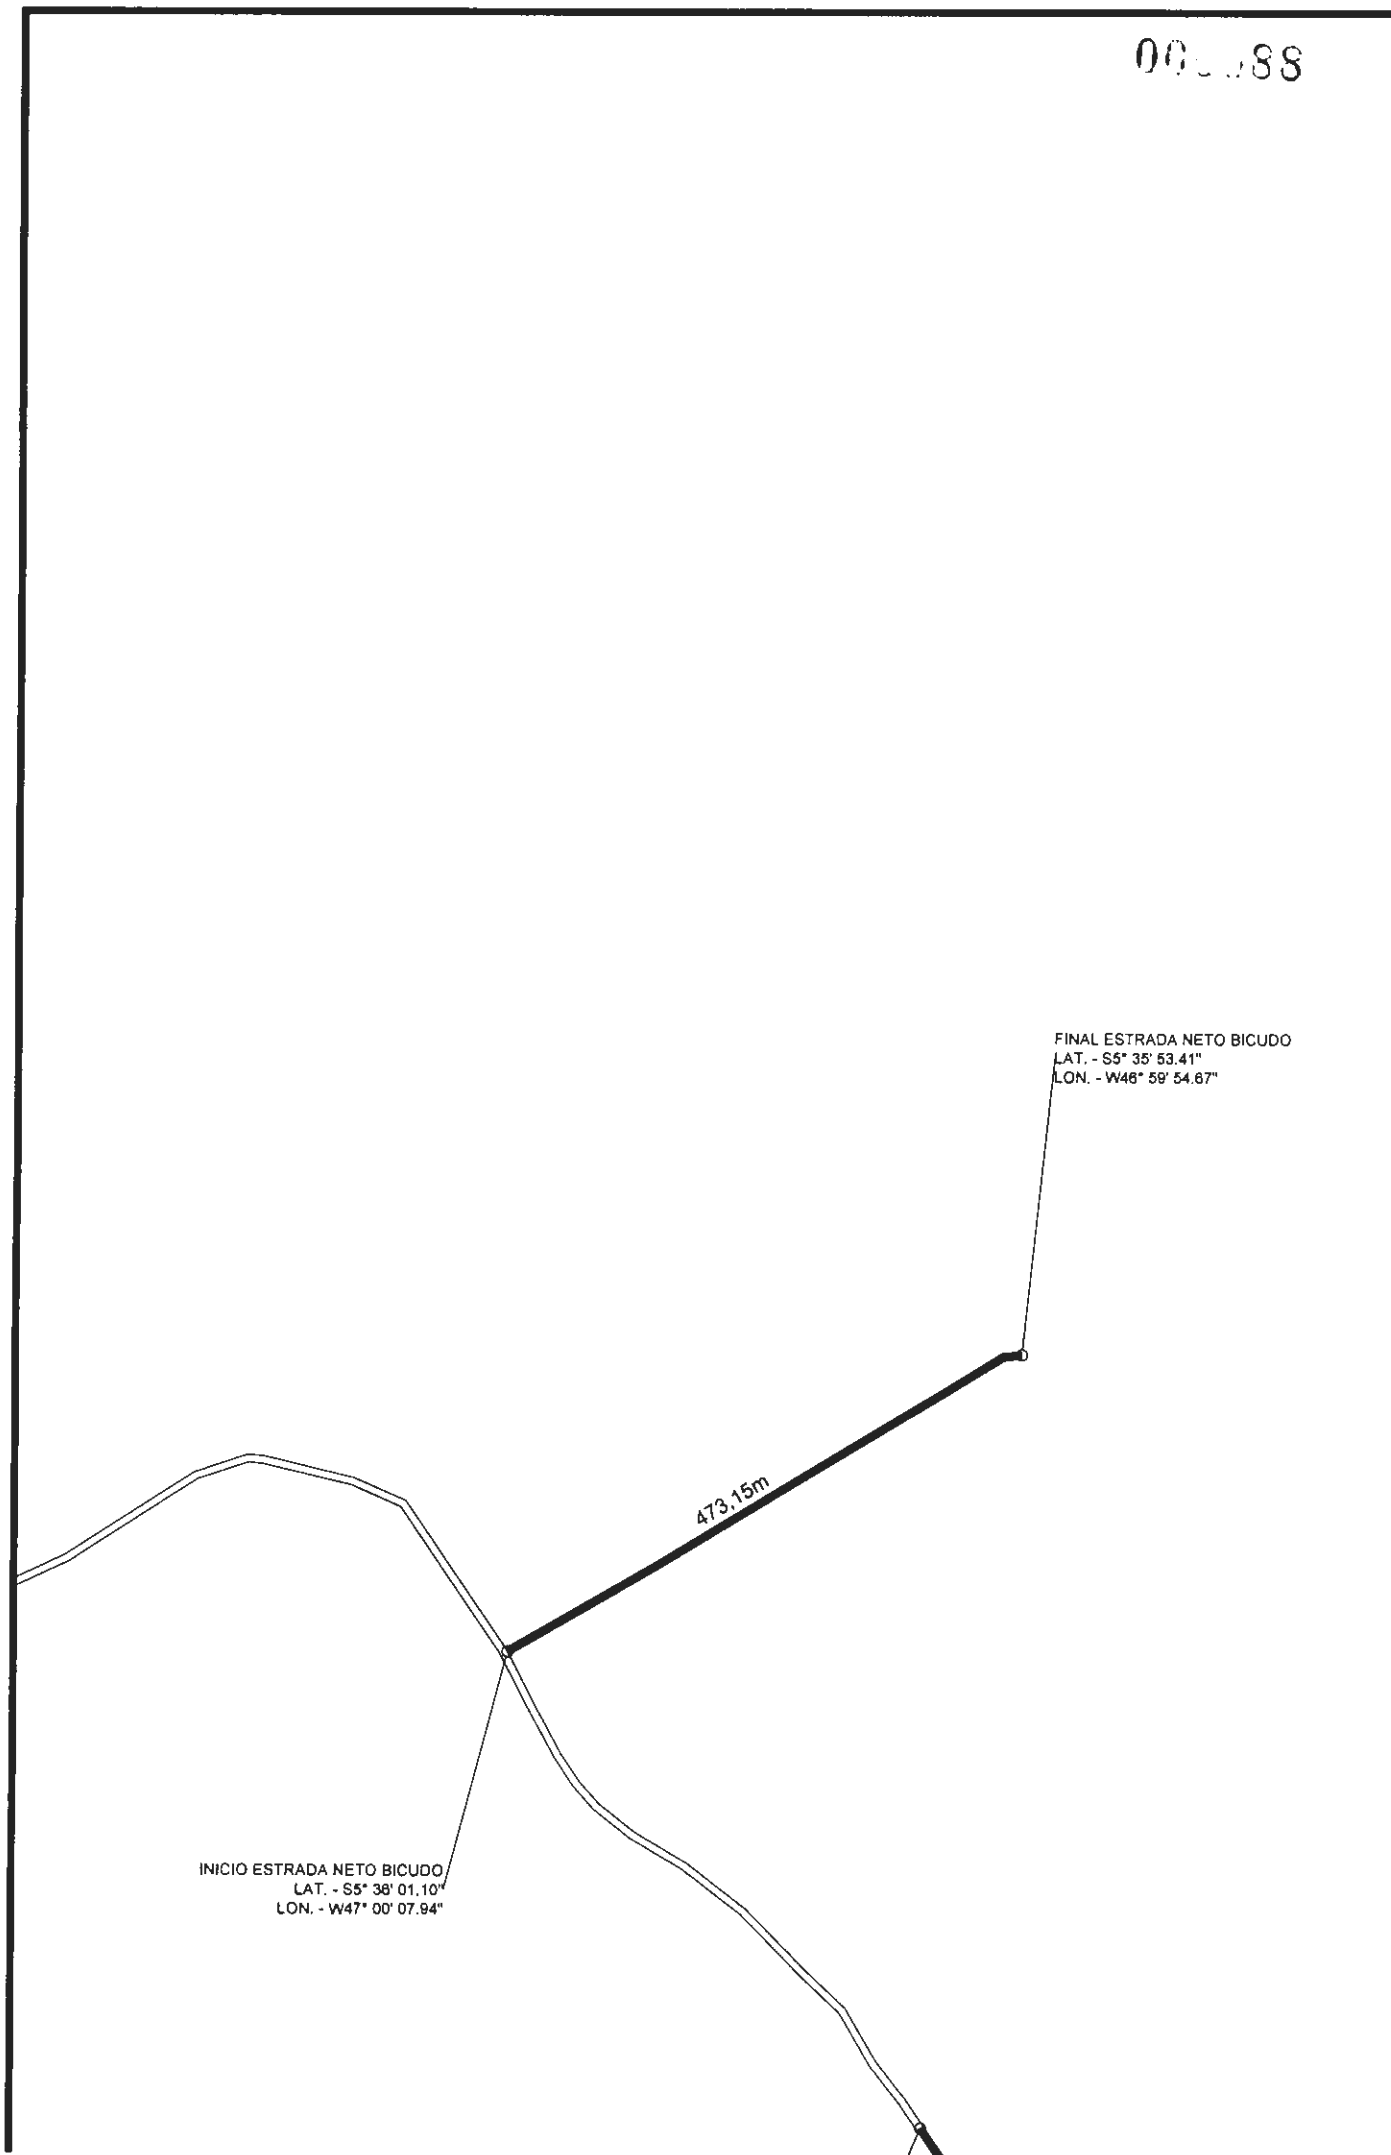 FINAL ESTRADA NETO BICUDO
LAT. - S5° 35' 53.41"
LON. - W46° 59' 54.67"
473,15m
INICIO ESTRADA NETO BICUDO
LAT. - S5° 36' 01.10"
LON. - W47° 00' 07.94"